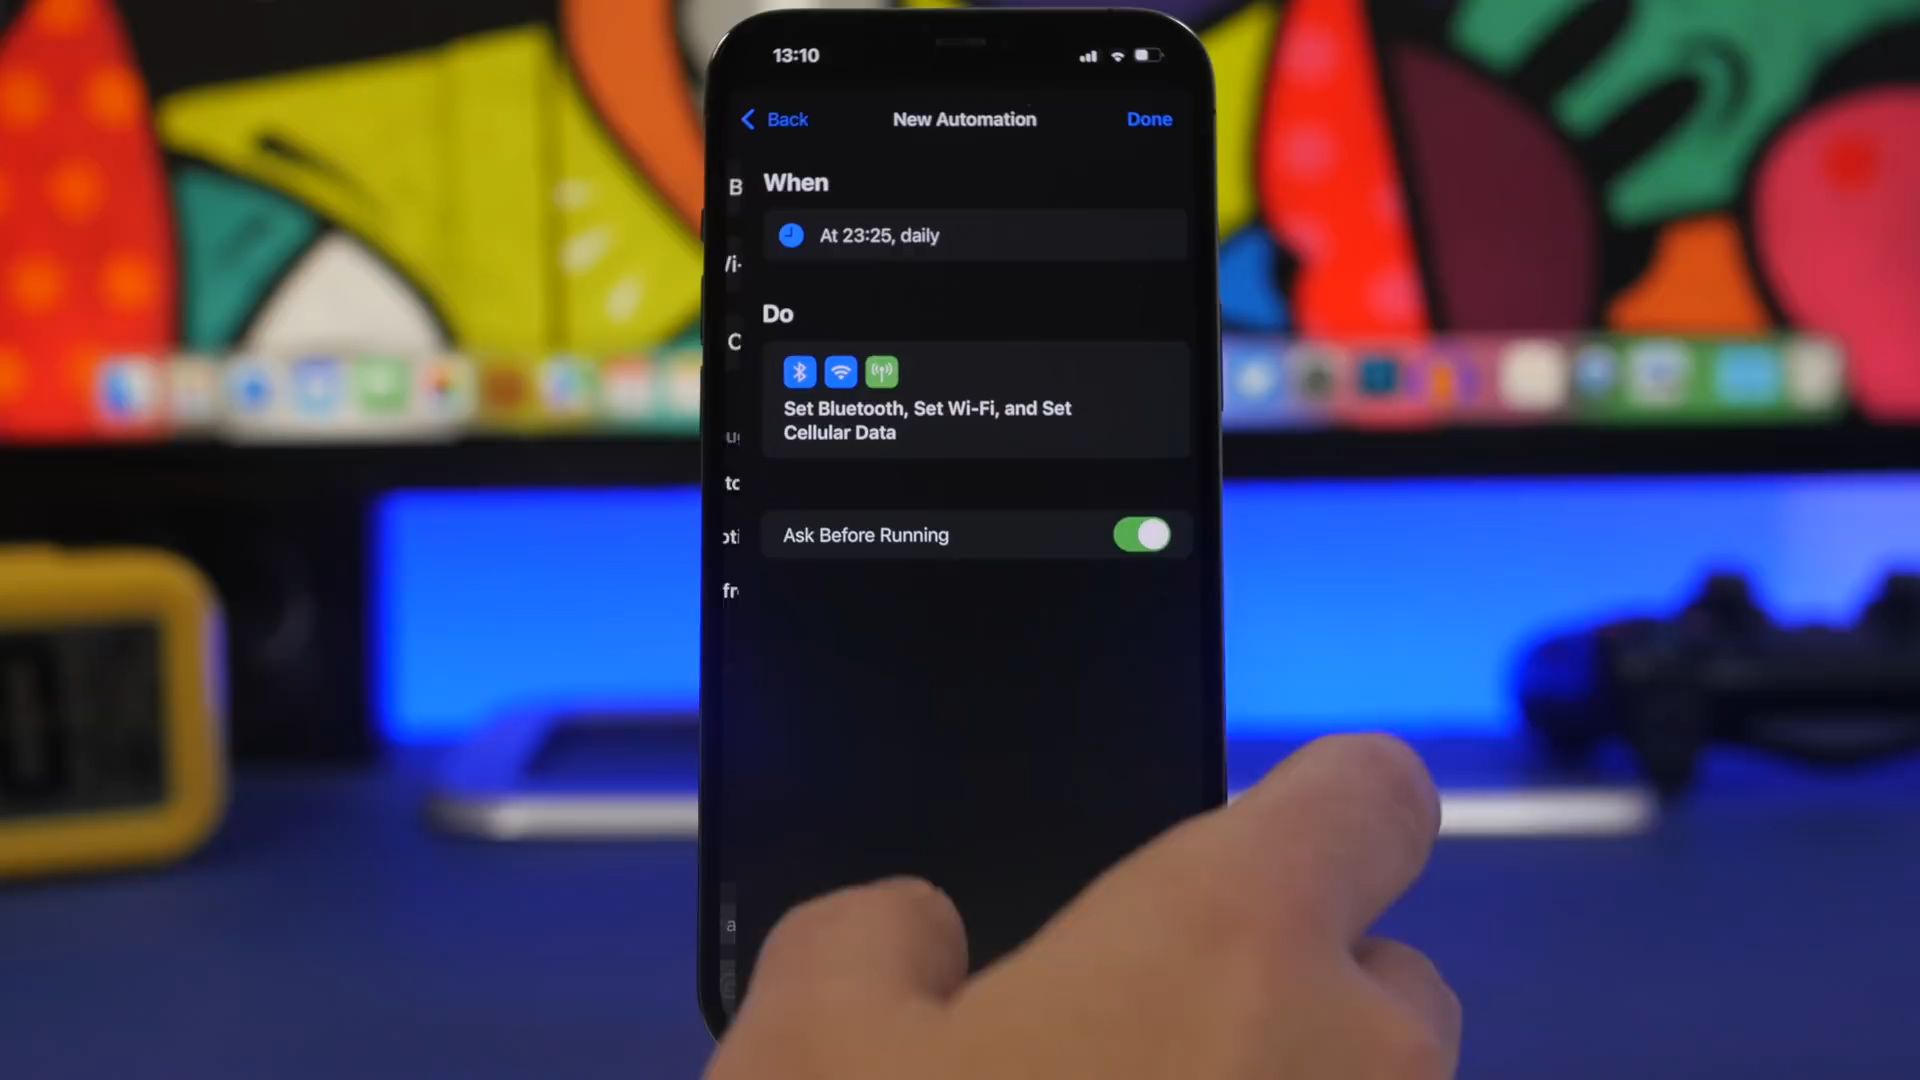 13:10
Back
New Automation
Done
When
At 23:25, daily
Do
Set Bluetooth, Set Wi-Fi, and Set
Cellular Data
Ask Before Running